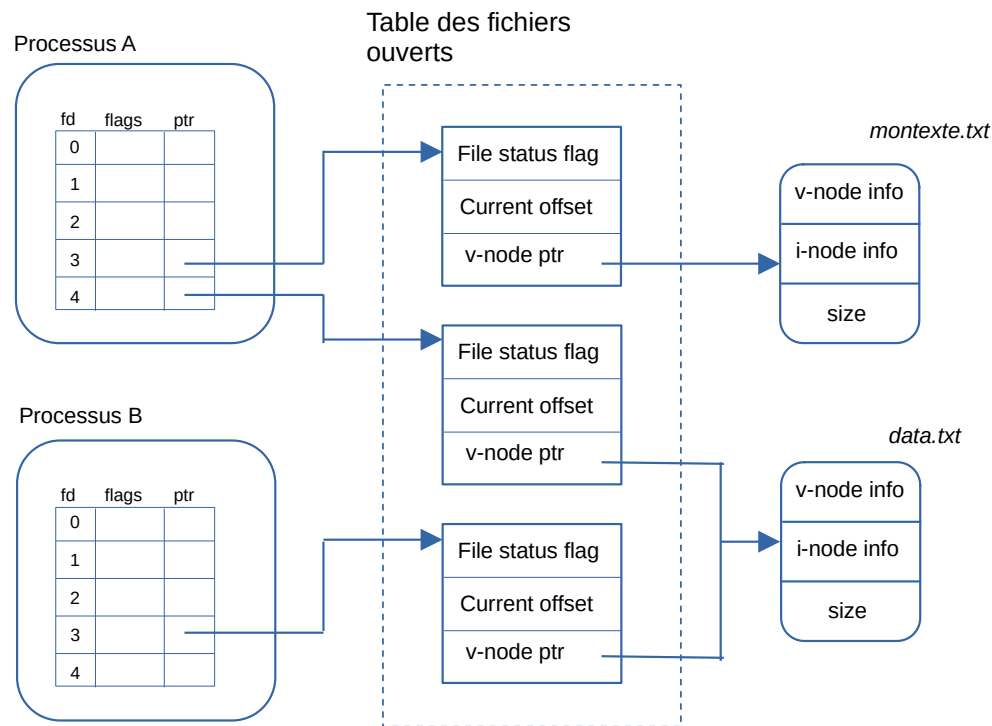 Table des fichiers
ouverts
Processus A
fd flags ptr
0
1
2
3
4
File status flag
Current offset
v-node ptr
montexte.txt
v-node info
i-node info
size
File status flag
Current offset
v-node ptr
Processus B
fd flags ptr
0
1
2
3
4
File status flag
Current offset
v-node ptr
data.txt
v-node info
i-node info
size